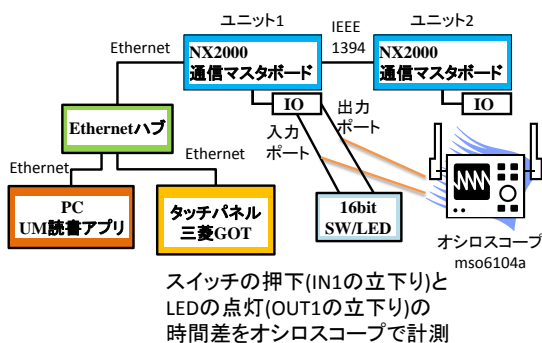 ユニット1
ユニット2
Ethernet
NX2000
通信マスタボード
IEEE
1394
NX2000
通信マスタボード
IO
IO
入力
ポート
出力
ポート
Ethernetハブ
Ethernet
Ethernet
PC
UM読書アプリ
タッチパネル
三菱GOT
16bit
SW/LED
オシロスコープ
mso6104a
スイッチの押下(IN1の立下り)と
LEDの点灯(OUT1の立下り)の
時間差をオシロスコープで計測